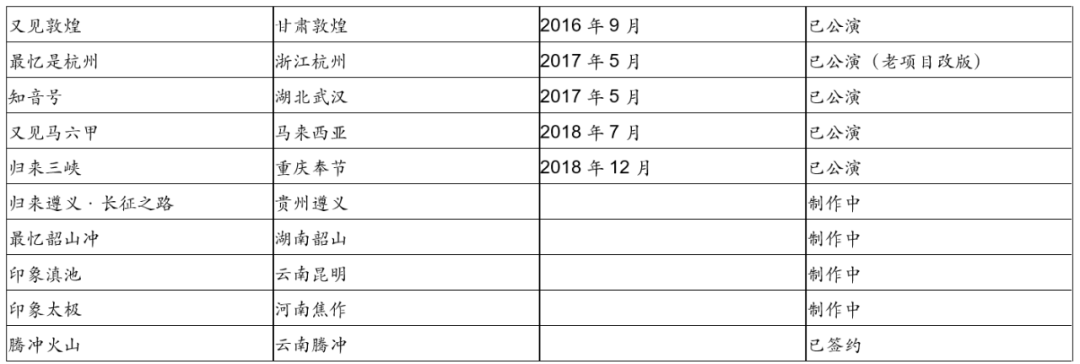 又见敦煌 甘肃敦煌 2016 年 9 月 已公演
最忆是杭州 浙江杭州 2017 年 5 月 已公演（老项目改版）
知音号 湖北武汉 2017 年 5 月 已公演
又见马六甲 马来西亚 2018 年 7 月 已公演
归来三峡 重庆奉节 2018 年 12 月 已公演
归来遵义·长征之路 贵州遵义 制作中
最忆韶山冲 湖南韶山 制作中
印象滇池 云南昆明 制作中
印象太极 河南焦作 制作中
腾冲火山 云南腾冲 已签约